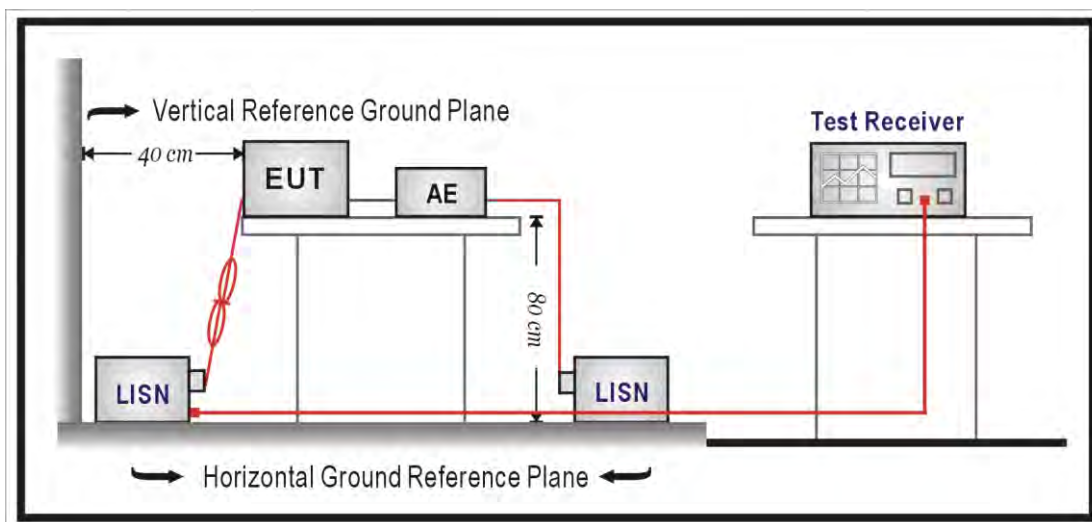 Vertical Reference Ground Plane
Test Receiver
40 cm
EUT
AE
80 cm
LISN
LISN
Horizontal Ground Reference Plane